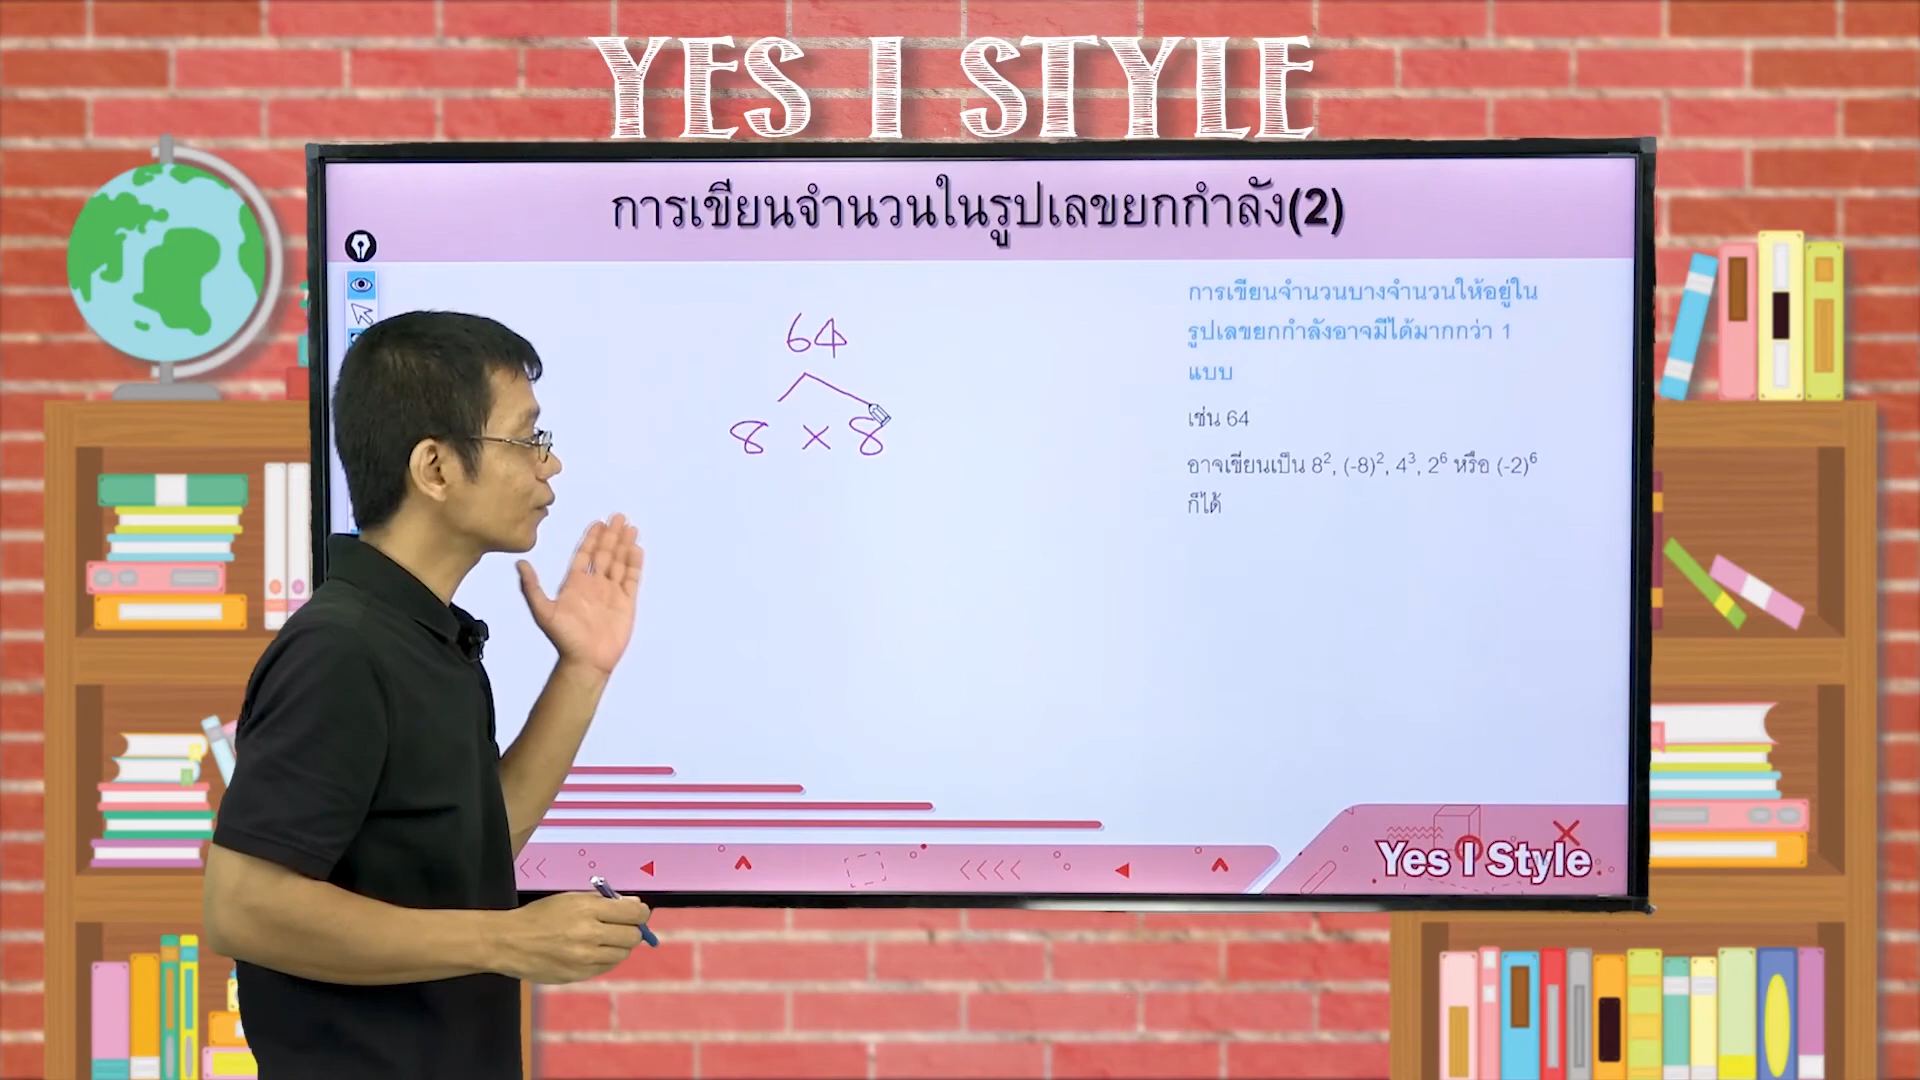 YES I STYLE
การเขียนจำนวนในรูปเลขยกกำลัง(2)
64
8 × 8
การเขียนจำนวนบางจำนวนให้อยู่ใน
รูปเลขยกกำลังอาจมีได้มากกว่า 1
แบบ
เช่น 64
อาจเขียนเป็น 8², (-8)², 4³, 2⁶ หรือ (-2)⁶
ก็ได้
Yes I Style